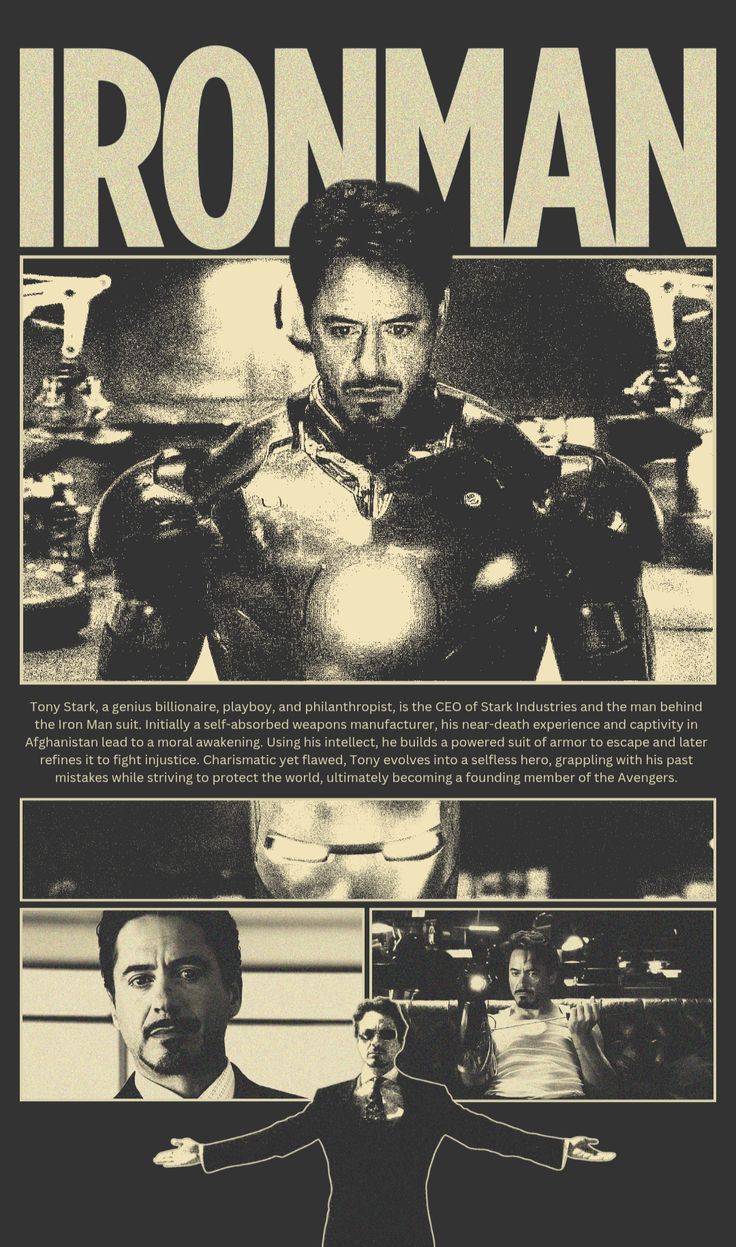 IRONMAN
Tony Stark, a genius billionaire, playboy, and philanthropist, is the CEO of Stark Industries and the man behind
the Iron Man suit. Initially a self-absorbed weapons manufacturer, his near-death experience and captivity in
Afghanistan lead to a moral awakening. Using his intellect, he builds a powered suit of armor to escape and later
refines it to fight injustice. Charismatic yet flawed, Tony evolves into a selfless hero, grappling with his past
mistakes while striving to protect the world, ultimately becoming a founding member of the Avengers.